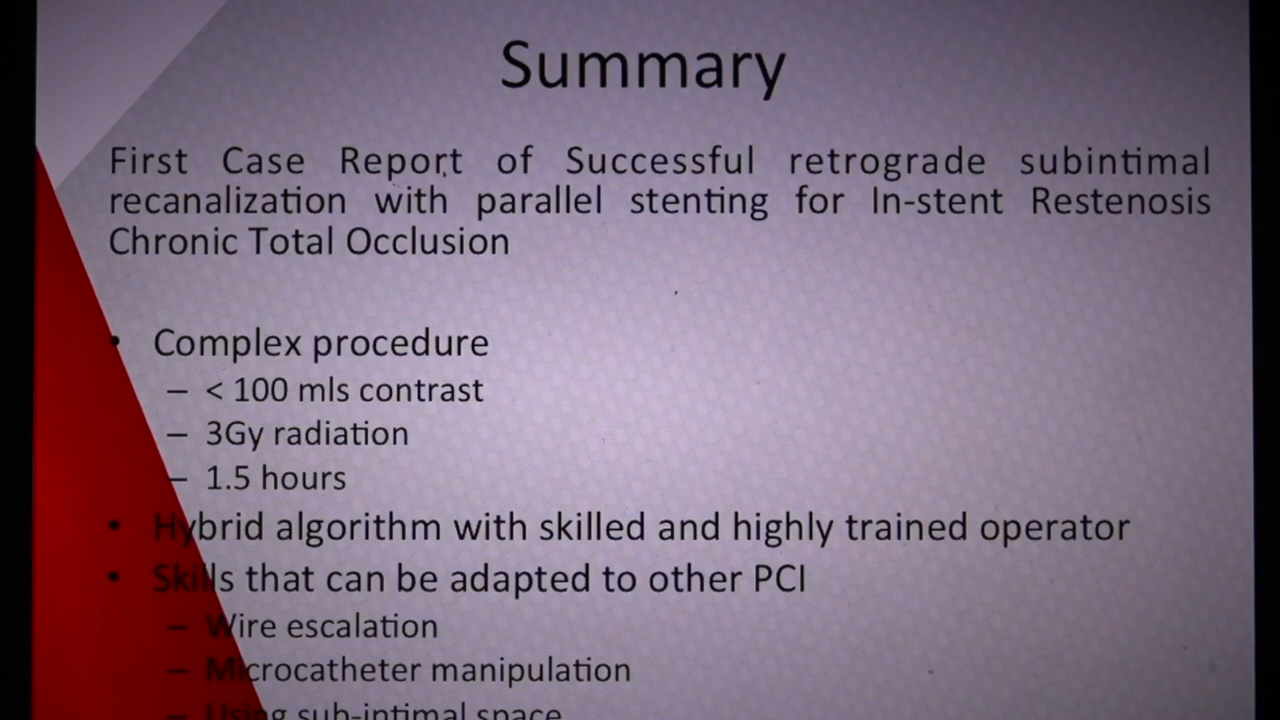 Summary
First Case Report of Successful retrograde subintimal
recanalization with parallel stenting for In-stent Restenosis
Chronic Total Occlusion
• Complex procedure
– < 100 mls contrast
– 3Gy radiation
– 1.5 hours
• Hybrid algorithm with skilled and highly trained operator
• Skills that can be adapted to other PCI
– Wire escalation
– Microcatheter manipulation
– Using sub-intimal space